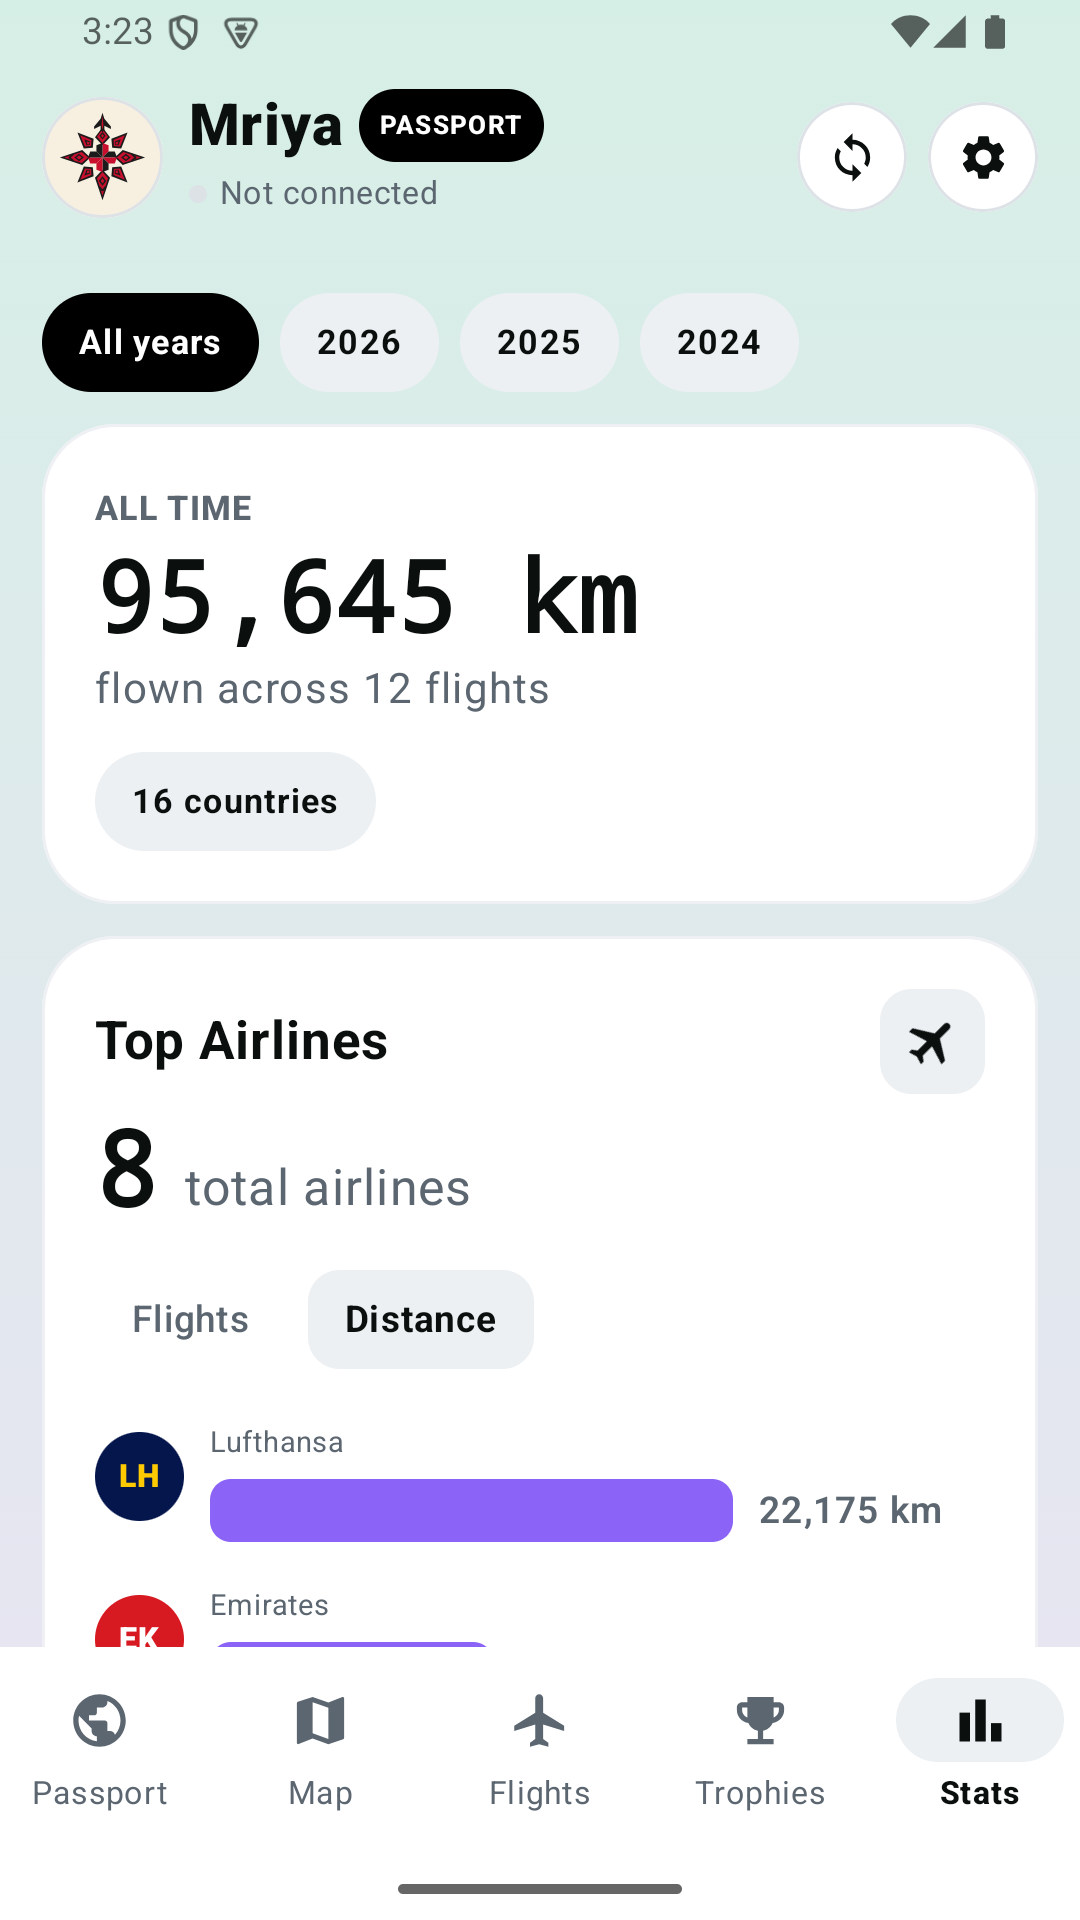 3:23
Mriya PASSPORT
Not connected
All years 2026 2025 2024
ALL TIME
95,645 km
flown across 12 flights
16 countries
Top Airlines
8 total airlines
Flights Distance
Lufthansa
LH 22,175 km
Emirates
EK
Passport Map Flights Trophies Stats